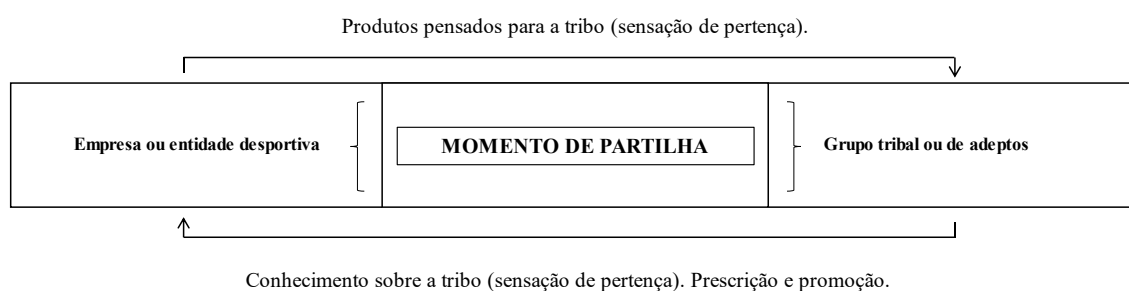 Produtos pensados para a tribo (sensação de pertença).
Empresa ou entidade desportiva
MOMENTO DE PARTILHA
Grupo tribal ou de adeptos
Conhecimento sobre a tribo (sensação de pertença). Prescrição e promoção.